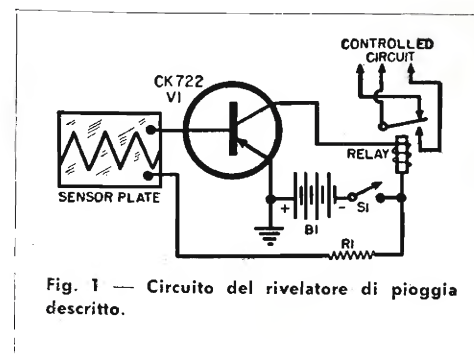 CONTROLLED
CIRCUIT
CK722
V1
RELAY
SENSOR PLATE
+
-
S1
B1
R1
Fig. 1 — Circuito del rivelatore di pioggia
descritto.